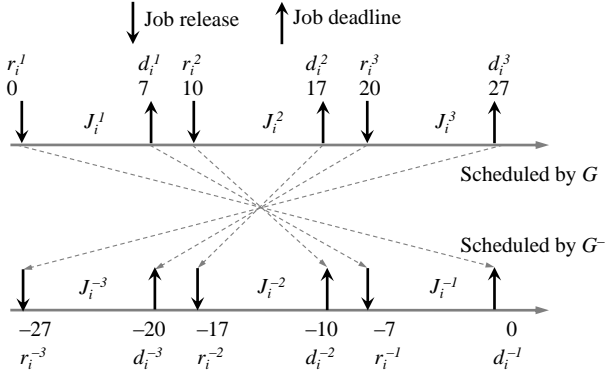 Job release Job deadline
r_i^1 d_i^1 r_i^2 d_i^2 r_i^3 d_i^3
0 7 10 17 20 27
J_i^1 J_i^2 J_i^3
Scheduled by G
Scheduled by G^–
J_i^–3 J_i^–2 J_i^–1
–27 –20 –17 –10 –7 0
r_i^–3 d_i^–3 r_i^–2 d_i^–2 r_i^–1 d_i^–1